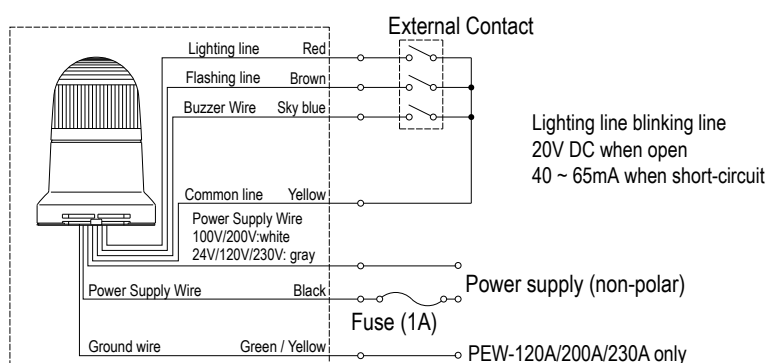 External Contact
Lighting line Red
Flashing line Brown
Buzzer Wire Sky blue
Lighting line blinking line
20V DC when open
40 ~ 65mA when short-circuit
Common line Yellow
Power Supply Wire
100V/200V:white
24V/120V/230V: gray
Power supply (non-polar)
Power Supply Wire Black
Fuse (1A)
Ground wire Green / Yellow
PEW-120A/200A/230A only